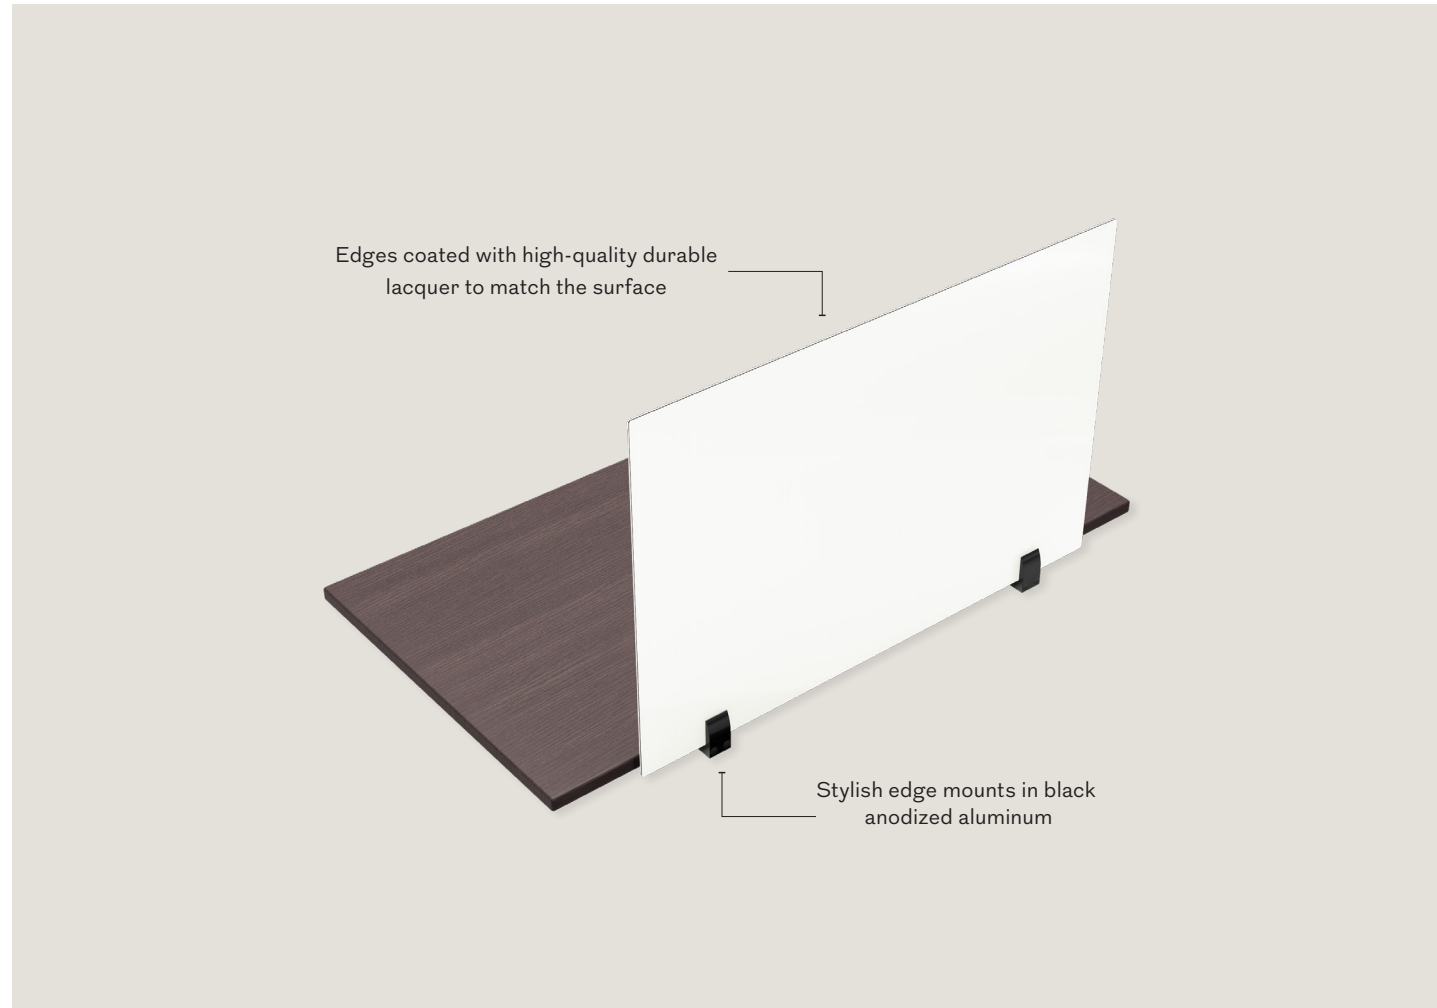 Edges coated with high-quality durable
lacquer to match the surface
Stylish edge mounts in black
anodized aluminum